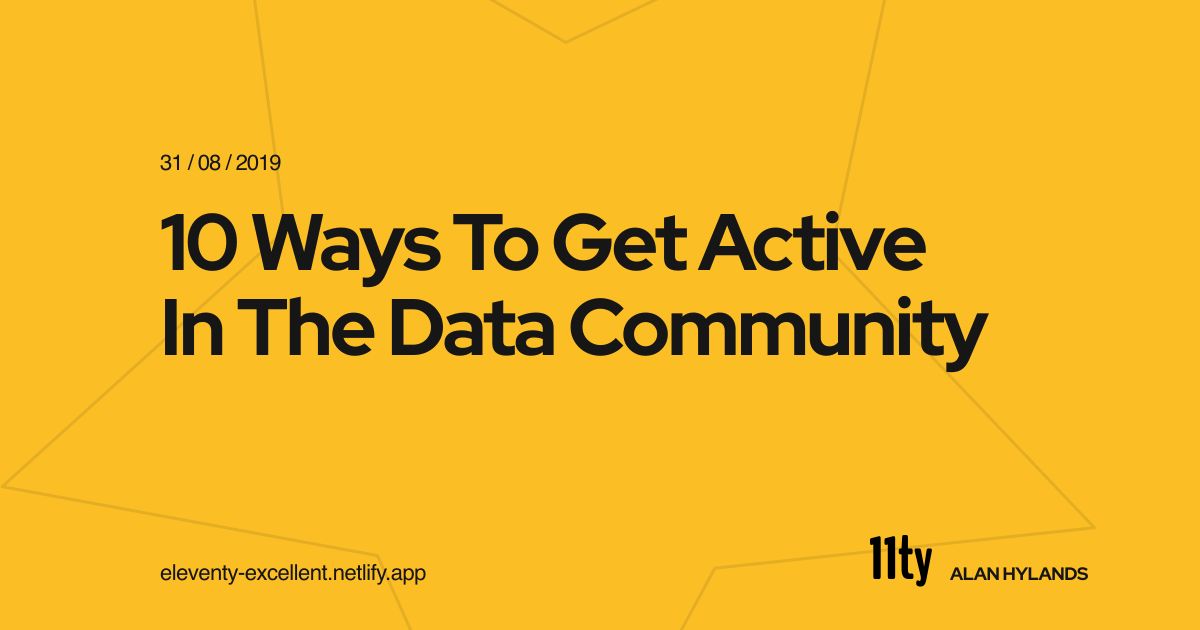 31 / 08 / 2019
10 Ways To Get Active
In The Data Community
eleventy-excellent.netlify.app
11ty
ALAN HYLANDS